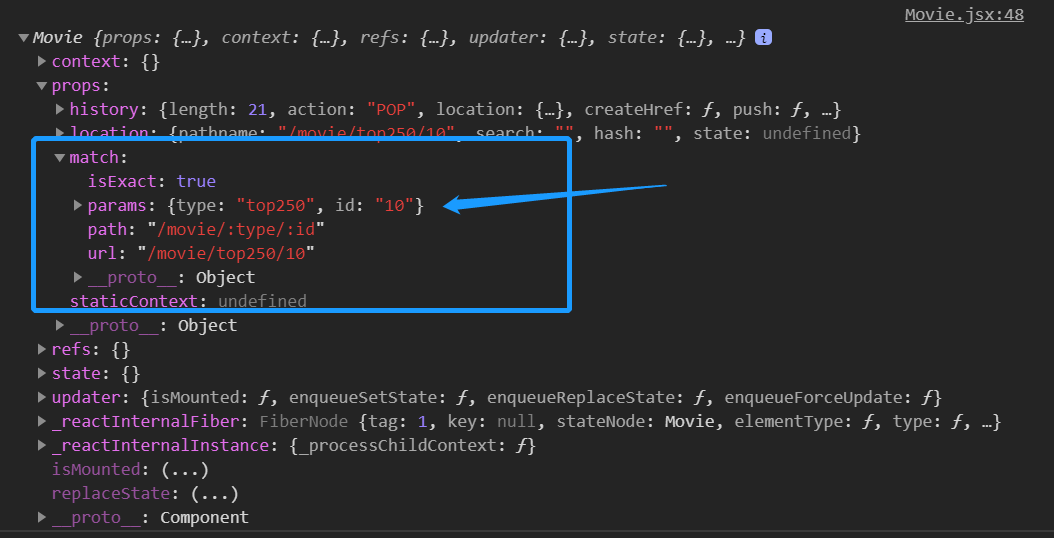 Movie.jsx:48
▼Movie {props: {…}, context: {…}, refs: {…}, updater: {…}, state: {…}, …} i
▶context: {}
▼props:
▶history: {length: 21, action: "POP", location: {…}, createHref: ƒ, push: ƒ, …}
▶location: {pathname: "/movie/top250/10", search: "", hash: "", state: undefined}
▼match:
isExact: true
▶params: {type: "top250", id: "10"}
path: "/movie/:type/:id"
url: "/movie/top250/10"
▶__proto__: Object
staticContext: undefined
▶__proto__: Object
▶refs: {}
▶state: {}
▶updater: {isMounted: ƒ, enqueueSetState: ƒ, enqueueReplaceState: ƒ, enqueueForceUpdate: ƒ}
▶_reactInternalFiber: FiberNode {tag: 1, key: null, stateNode: Movie, elementType: ƒ, type: ƒ, …}
▶_reactInternalInstance: {_processChildContext: ƒ}
isMounted: (...)
replaceState: (...)
▶__proto__: Component